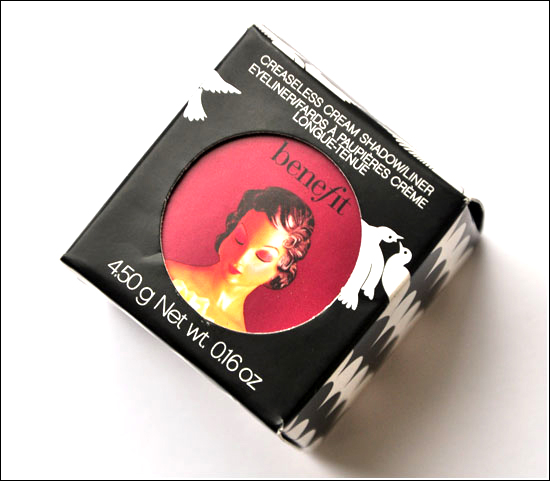 CREASELESS CREAM SHADOW/LINER
EYELINER/FARDS À PAUPIÈRES CRÈME
LONGUE-TENUE
benefit
4.50 g Net wt. 0.16 oz